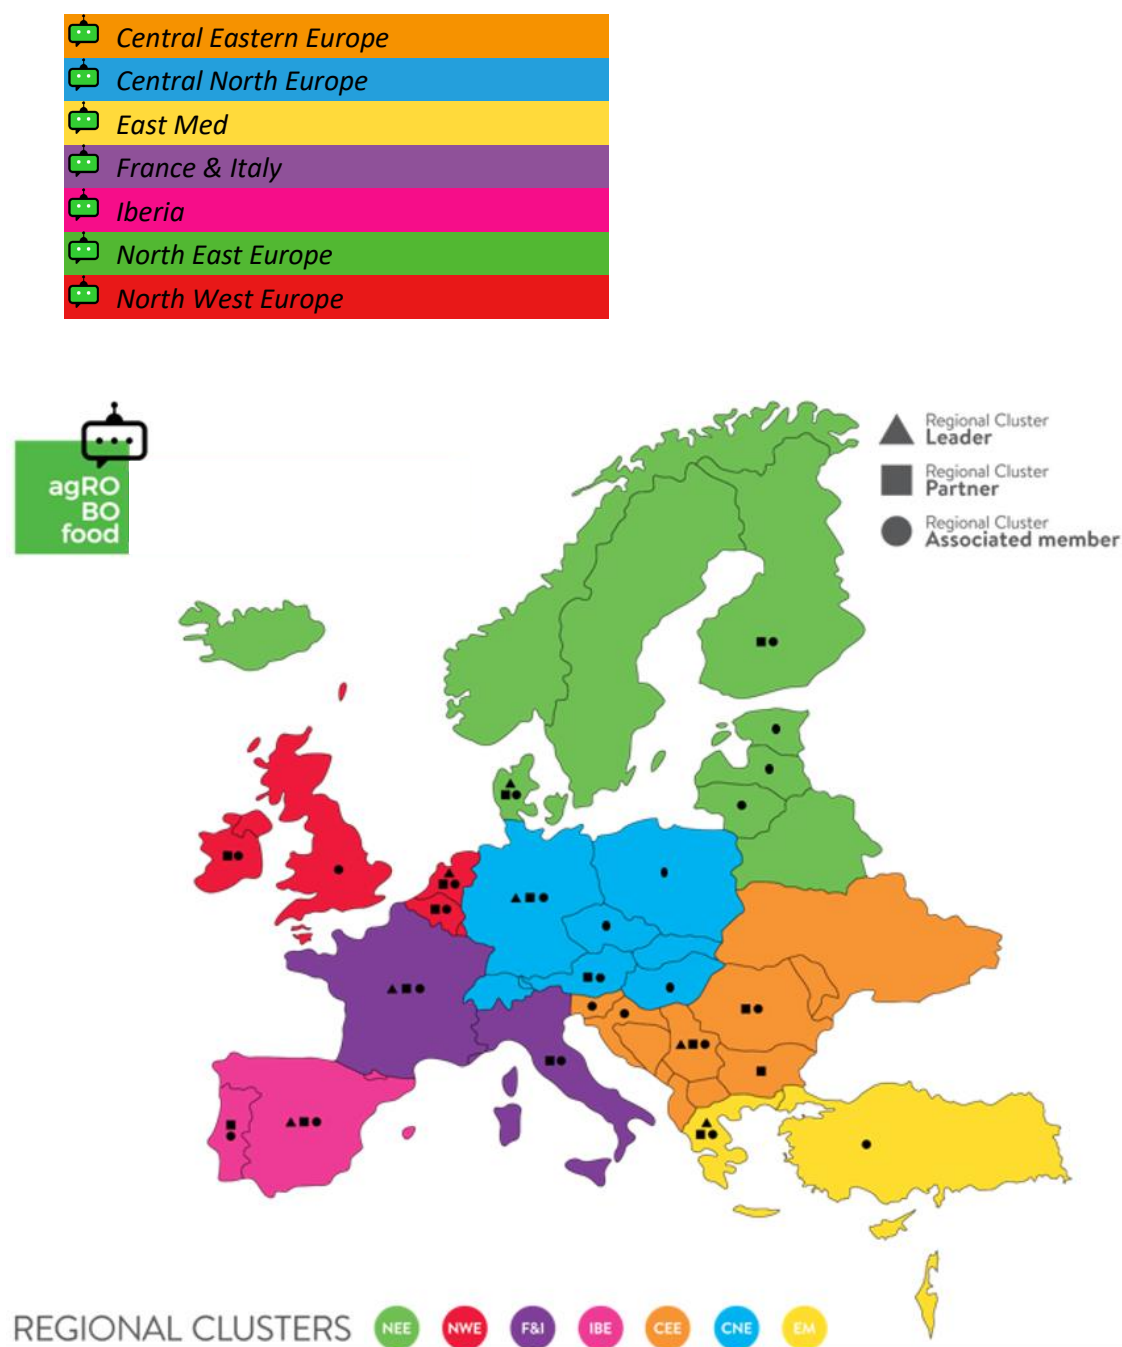 Central Eastern Europe
Central North Europe
East Med
France & Italy
Iberia
North East Europe
North West Europe
agRO
BO
food
Regional Cluster
Leader
Regional Cluster
Partner
Regional Cluster
Associated member
REGIONAL CLUSTERS NEE NWE F&I IBE CEE CNE EM